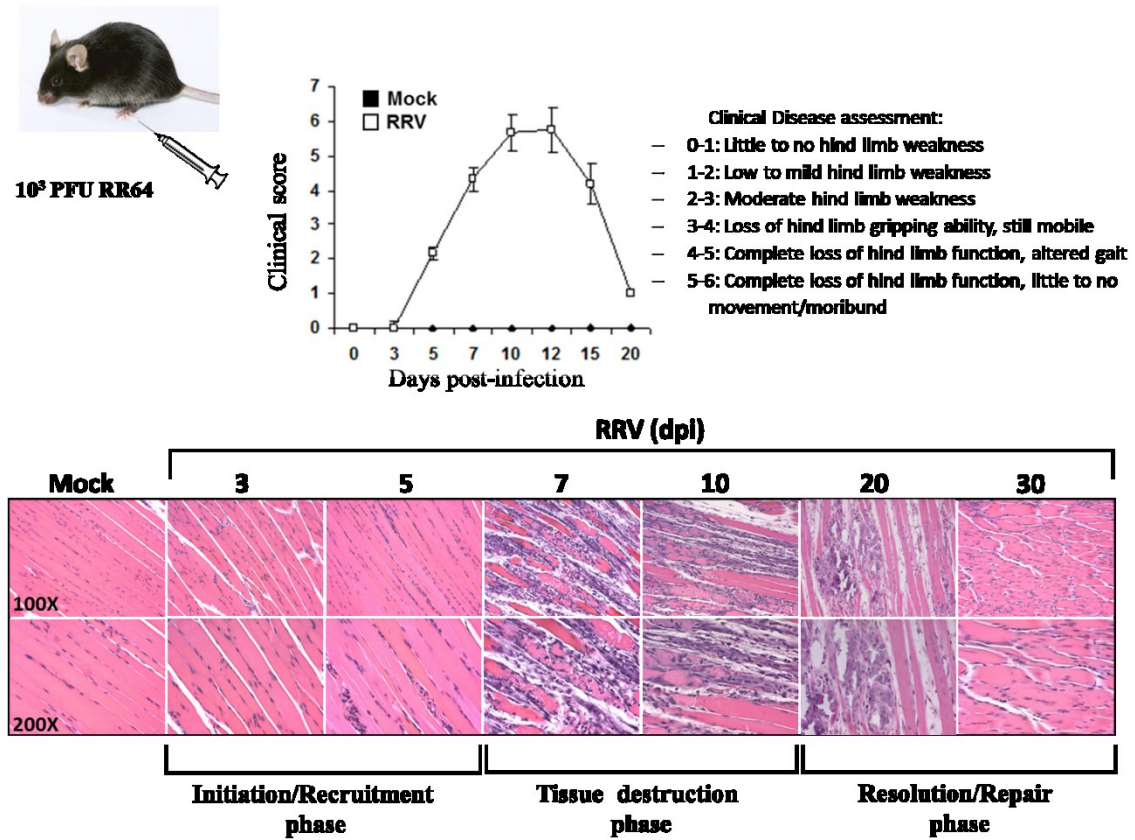 10³ PFU RR64
Clinical score
7
6
5
4
3
2
1
0
Mock
RRV
0 3 5 7 10 12 15 20
Days post-infection
Clinical Disease assessment:
– 0-1: Little to no hind limb weakness
– 1-2: Low to mild hind limb weakness
– 2-3: Moderate hind limb weakness
– 3-4: Loss of hind limb gripping ability, still mobile
– 4-5: Complete loss of hind limb function, altered gait
– 5-6: Complete loss of hind limb function, little to no
movement/moribund
RRV (dpi)
Mock 3 5 7 10 20 30
100X
200X
Initiation/Recruitment
phase
Tissue destruction
phase
Resolution/Repair
phase